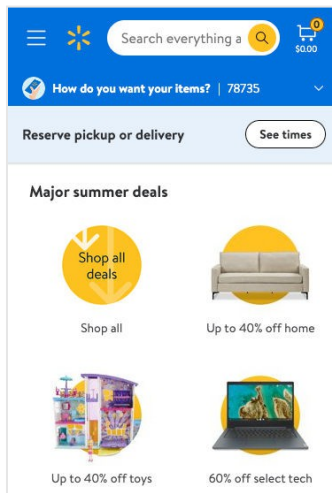 Search everything a
0
$0.00
How do you want your items? | 78735
Reserve pickup or delivery
See times
Major summer deals
Shop all
deals
Shop all
Up to 40% off home
Up to 40% off toys
60% off select tech